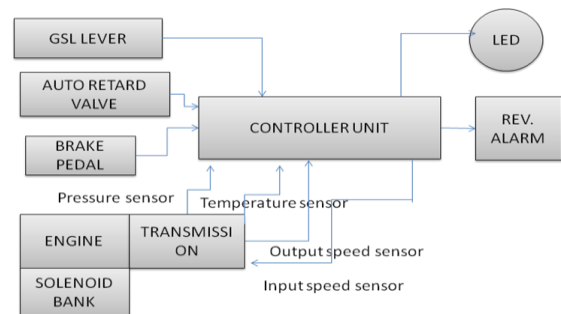 GSL LEVER
LED
AUTO RETARD
VALVE
CONTROLLER UNIT
REV.
ALARM
BRAKE
PEDAL
Pressure sensor
Temperature sensor
ENGINE
TRANSMISSI
ON
Output speed sensor
SOLENOID
BANK
Input speed sensor